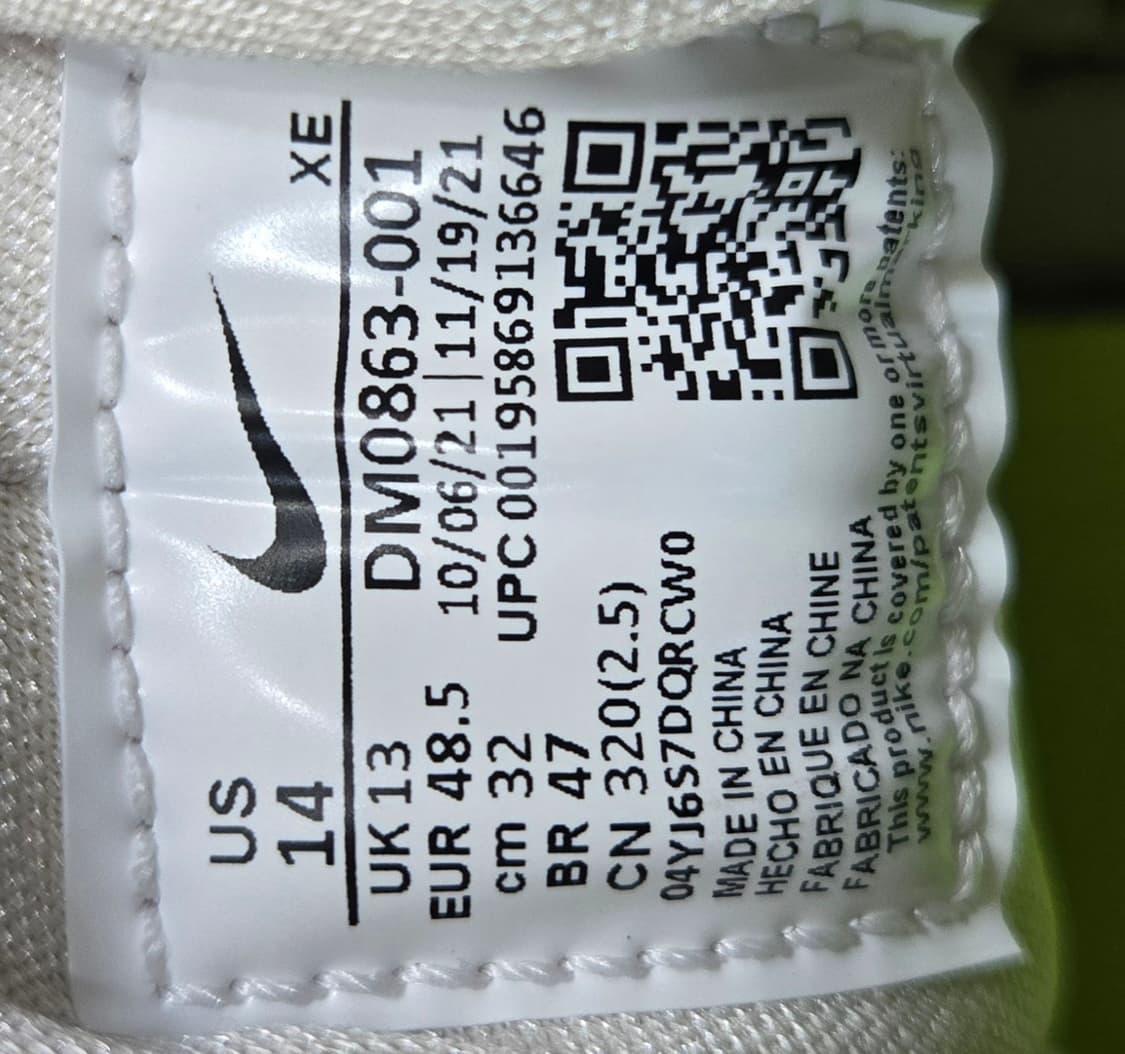 US
14
XE
UK 13
EUR 48.5
cm 32
BR 47
CN 320(2.5)
DM0863-001
10/06/21|11/19/21
UPC 00195869136646
04YJ6S7DQRCW0
MADE IN CHINA
HECHO EN CHINA
FABRIQUE EN CHINE
FABRICADO NA CHINA
This product is covered by one or more patents:
www.nike.com/patentsvirtualmarking